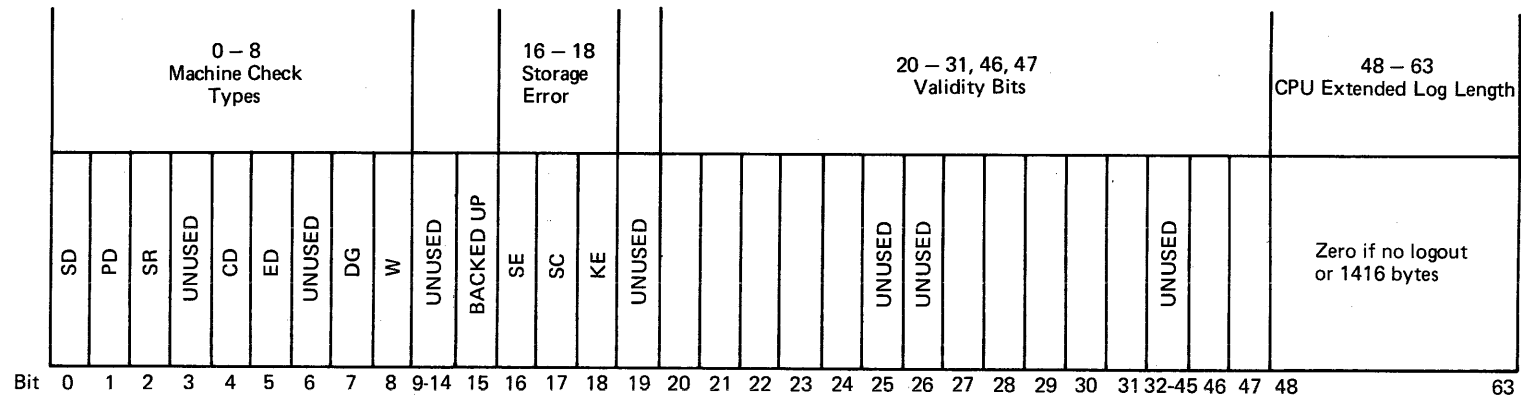 0 – 8
Machine Check
Types
16 – 18
Storage
Error
20 – 31, 46, 47
Validity Bits
48 – 63
CPU Extended Log Length
SD
PD
SR
UNUSED
CD
ED
UNUSED
DG
W
UNUSED
BACKED UP
SE
SC
KE
UNUSED
UNUSED
UNUSED
UNUSED
Zero if no logout
or 1416 bytes
Bit 0 1 2 3 4 5 6 7 8 9-14 15 16 17 18 19 20 21 22 23 24 25 26 27 28 29 30 31 32-45 46 47 48 63